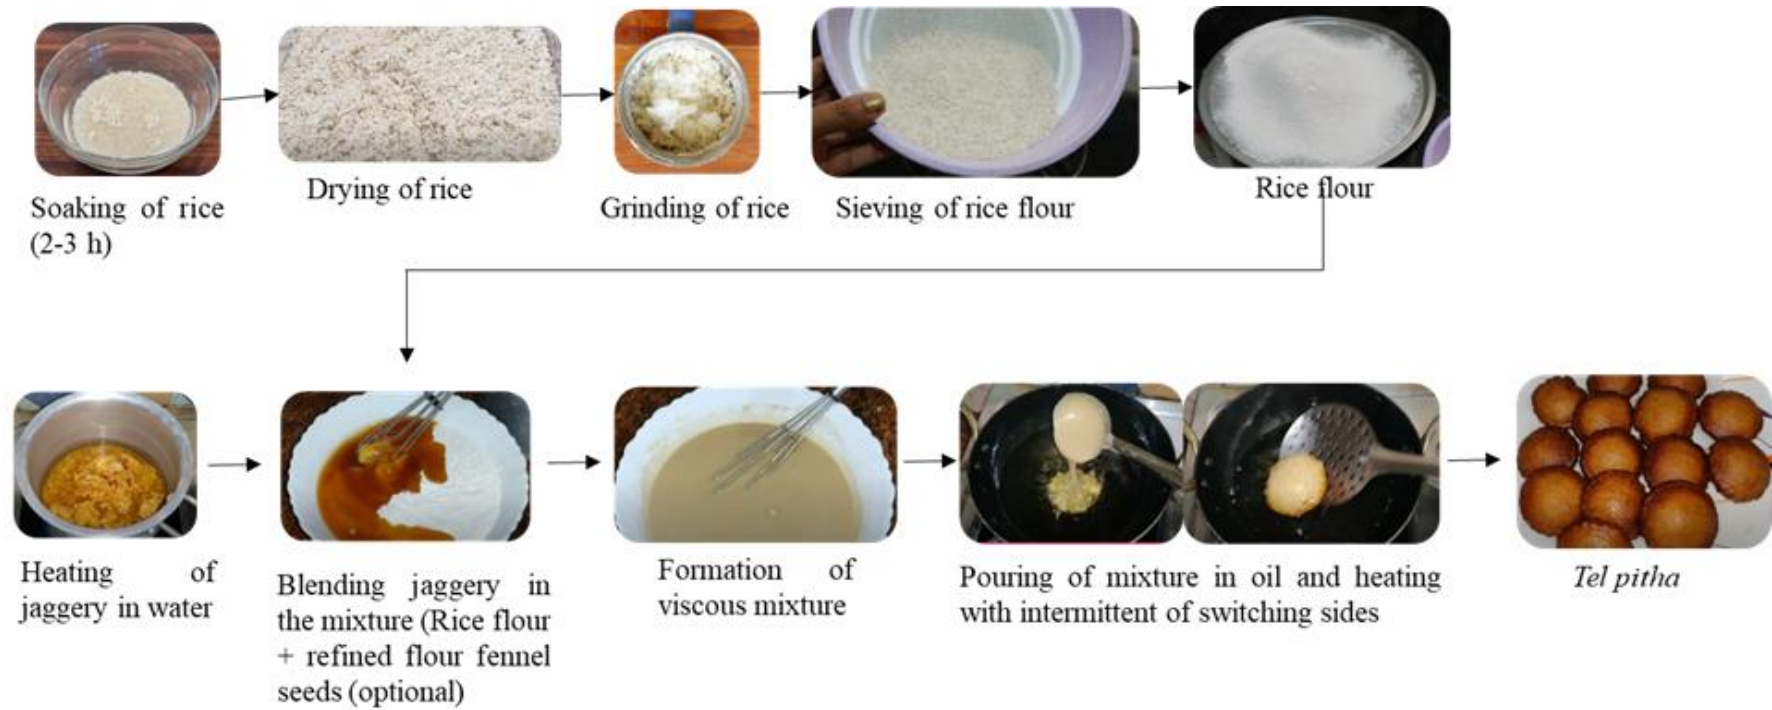 Soaking of rice
(2-3 h)
Drying of rice
Grinding of rice
Sieving of rice flour
Rice flour
Heating of
jaggery in water
Blending jaggery in
the mixture (Rice flour
+ refined flour fennel
seeds (optional)
Formation of
viscous mixture
Pouring of mixture in oil and heating
with intermittent of switching sides
Tel pitha